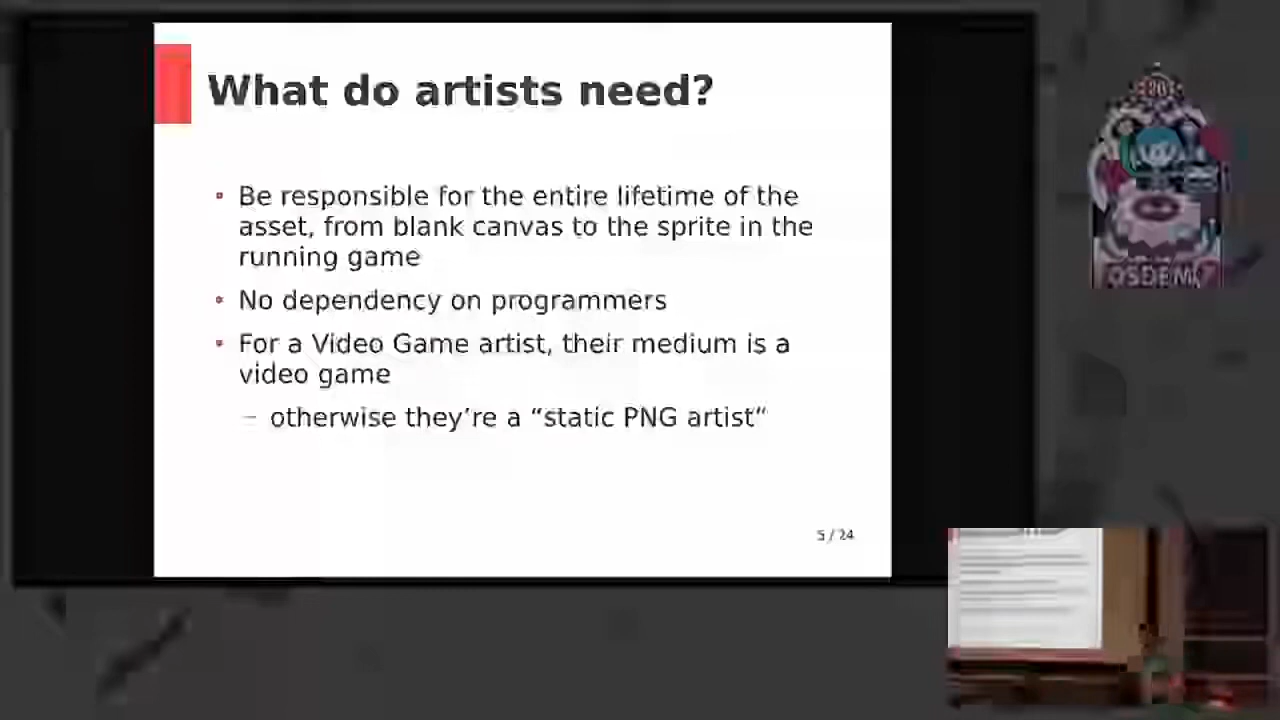 What do artists need?
Be responsible for the entire lifetime of the
asset, from blank canvas to the sprite in the
running game
No dependency on programmers
For a Video Game artist, their medium is a
video game
– otherwise they’re a “static PNG artist”
5 / 24